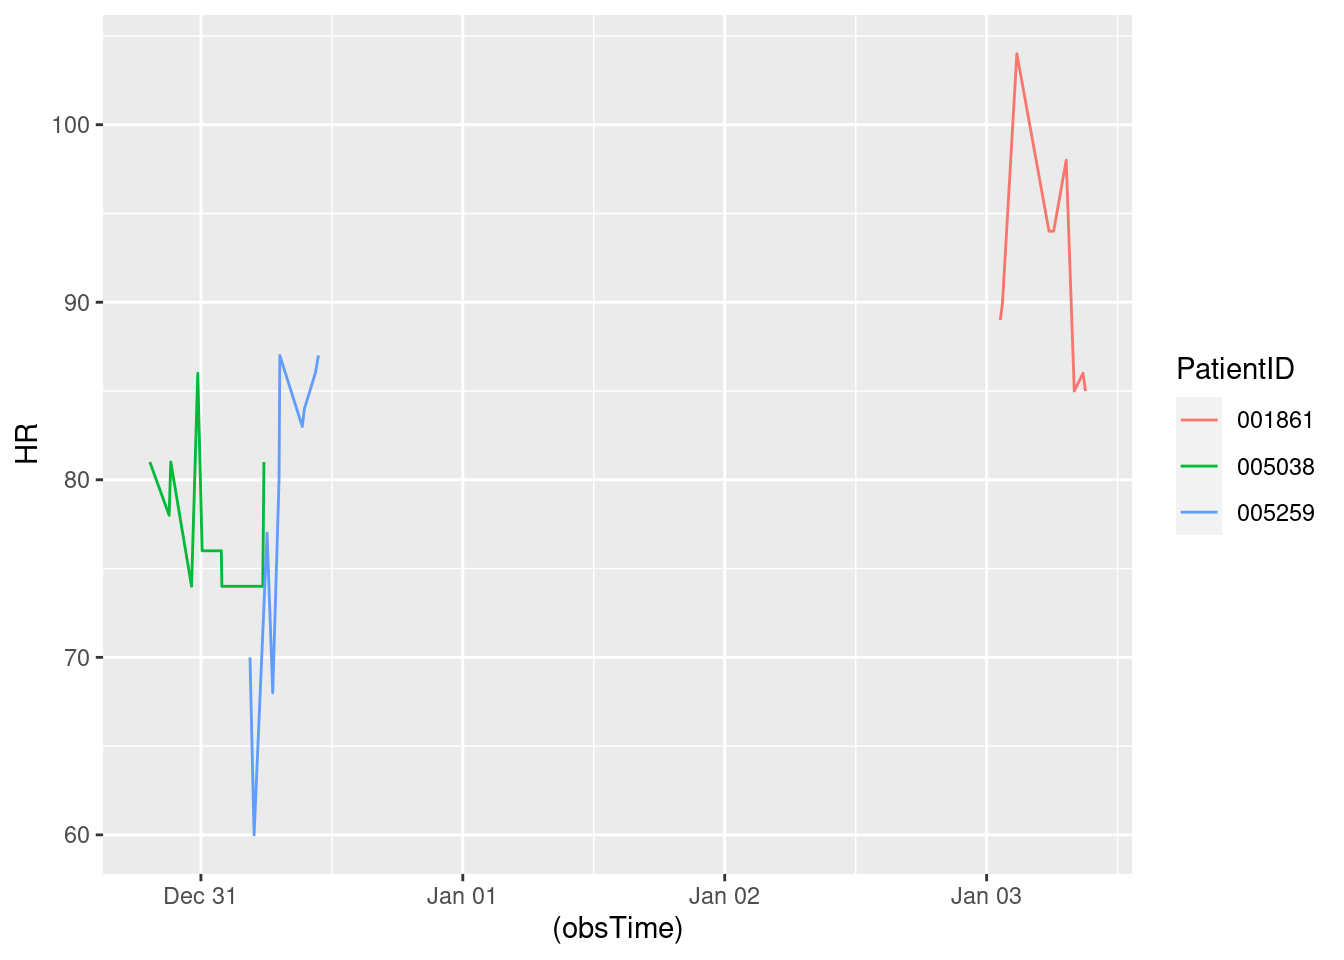 HR
100
90
80
70
60
Dec 31
Jan 01
Jan 02
Jan 03
(obsTime)
PatientID
001861
005038
005259